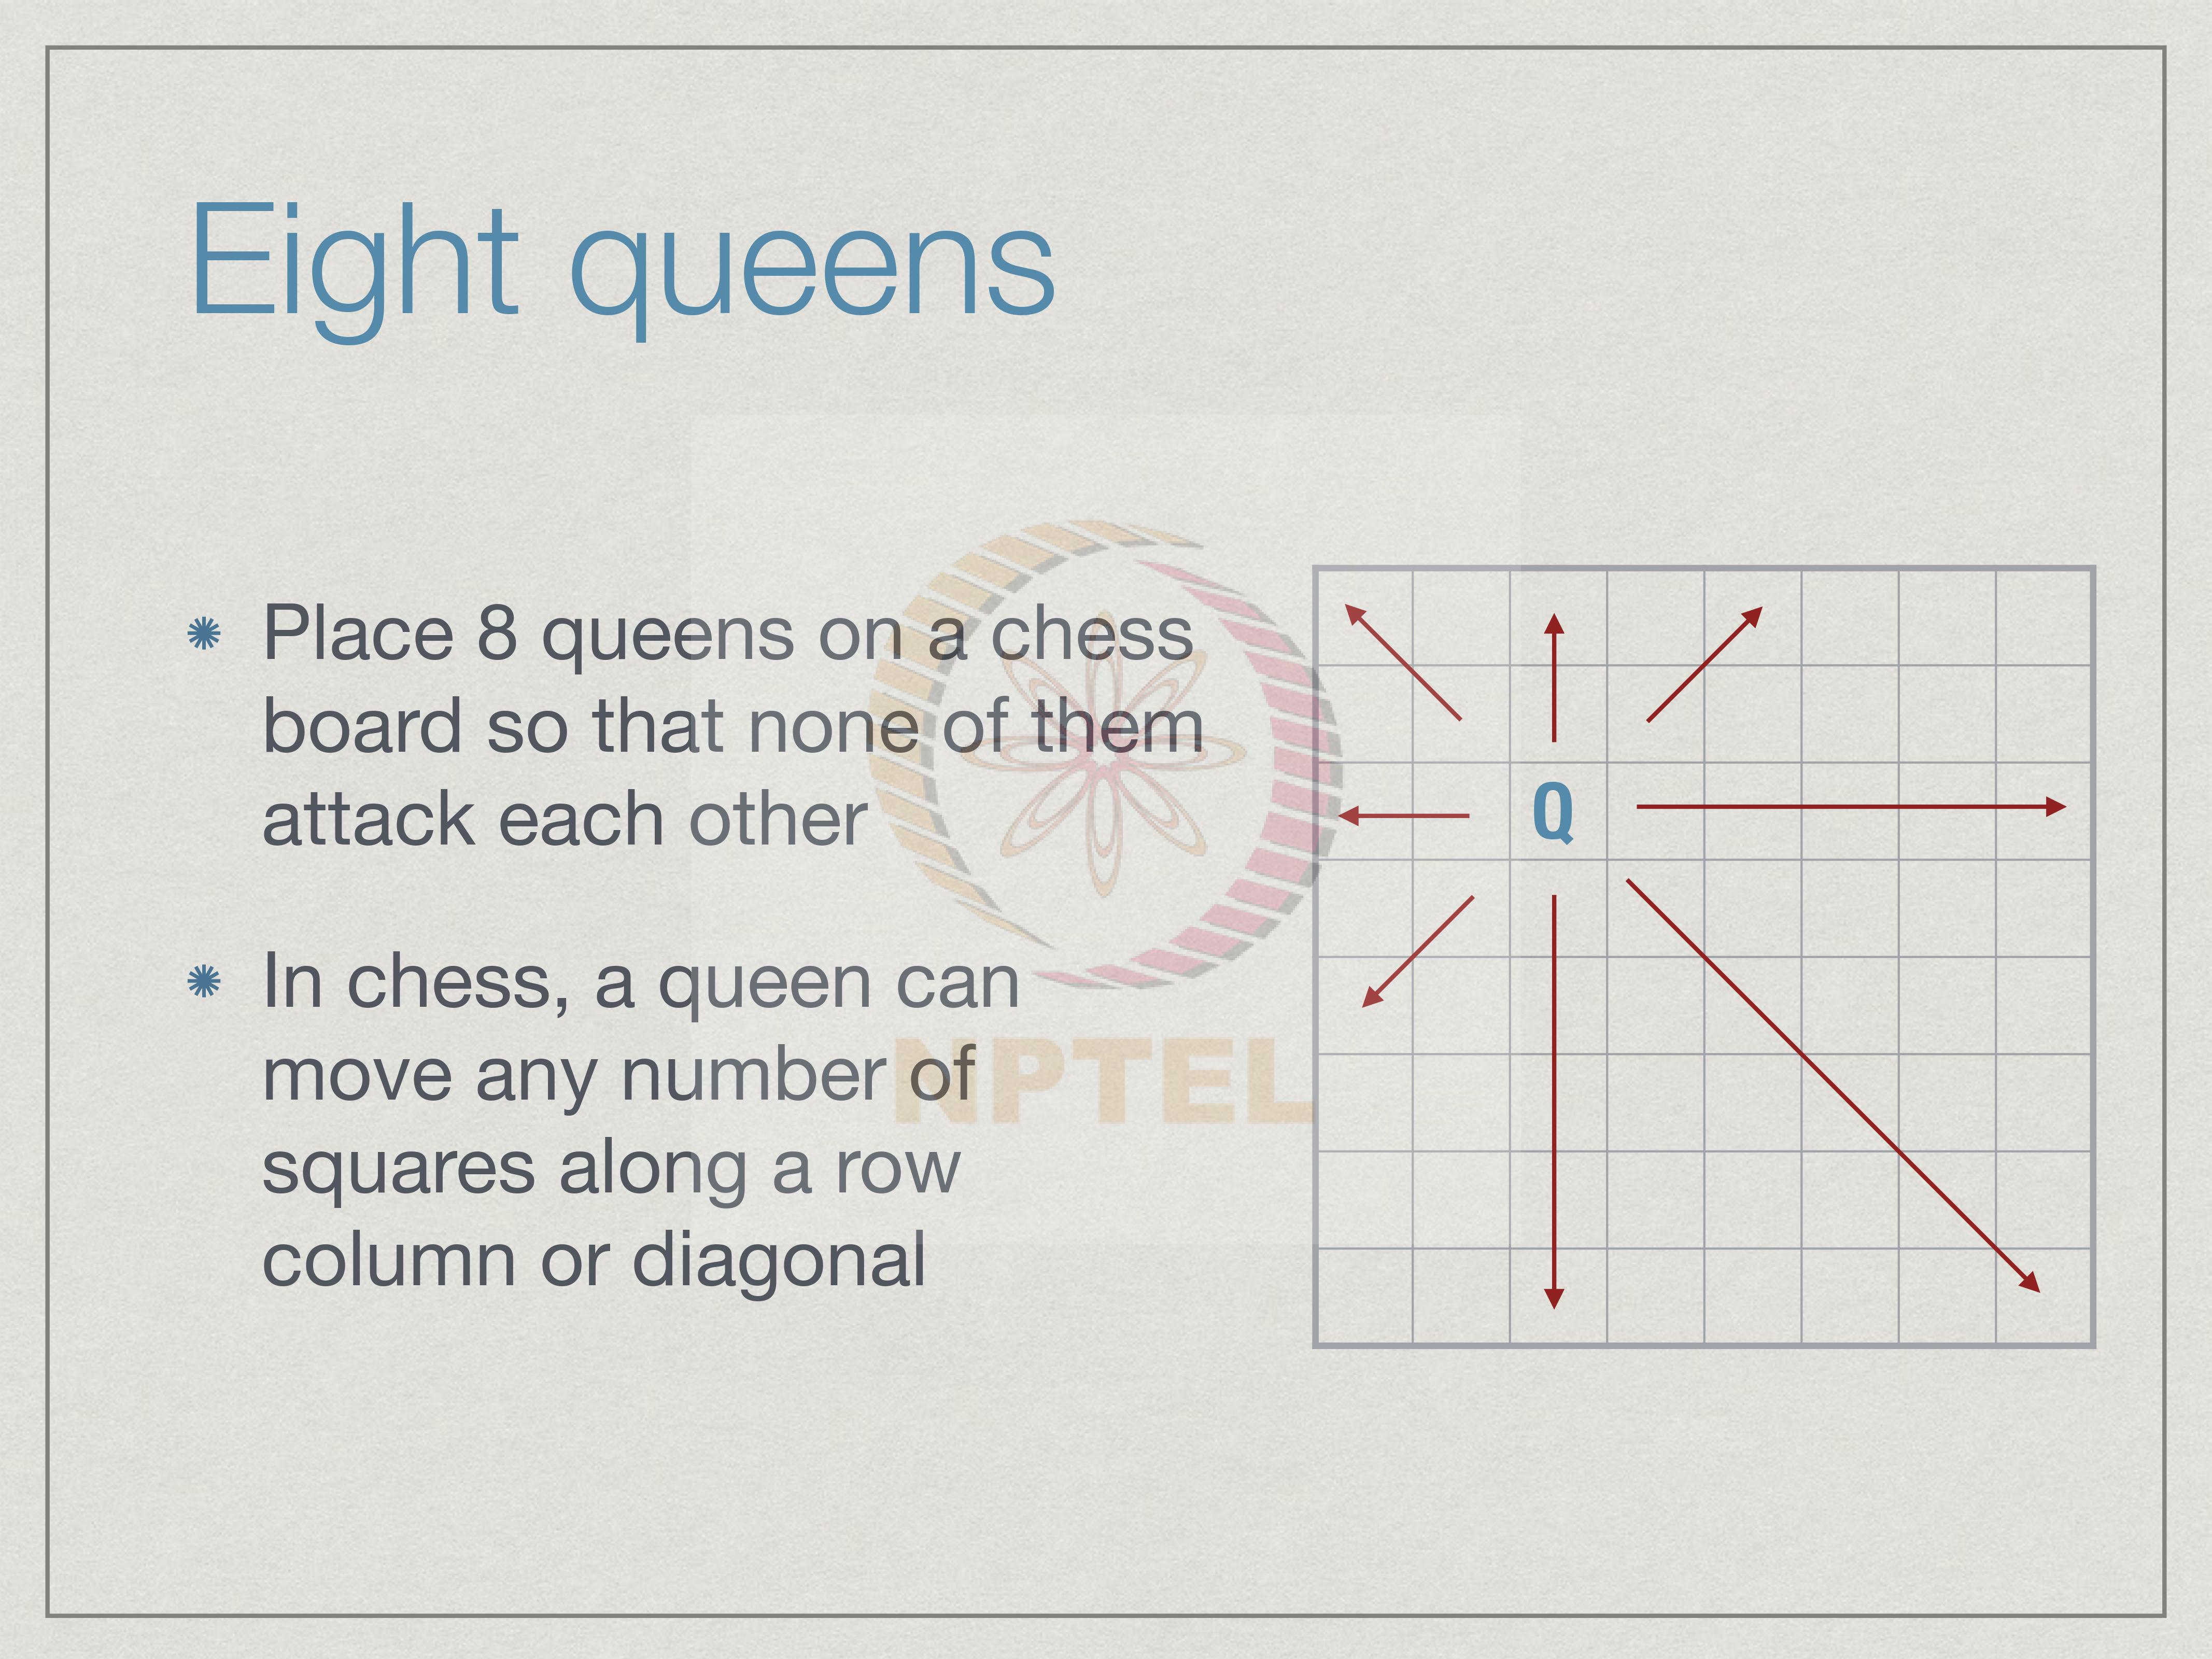 Eight queens
Place 8 queens on a chess
board so that none of them
attack each other
In chess, a queen can
move any number of
squares along a row
column or diagonal
Q
NPTEL